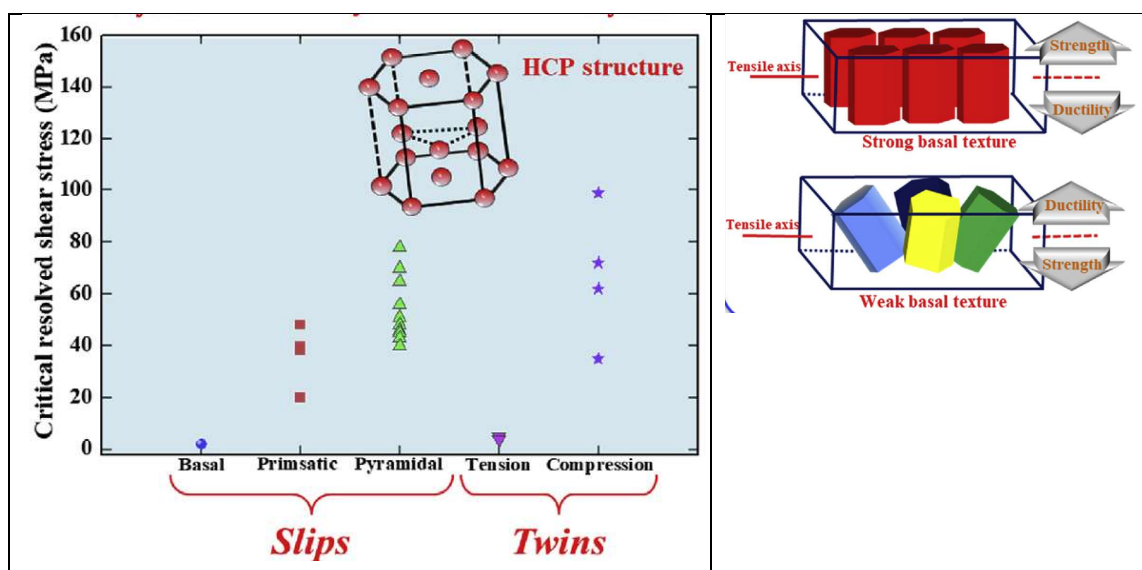 160
140
120
100
80
60
40
20
0
Critical resolved shear stress (MPa)
HCP structure
Basal Primsatic Pyramidal Tension Compression
Slips Twins
Tensile axis
Strength
Ductility
Strong basal texture
Tensile axis
Ductility
Strength
Weak basal texture